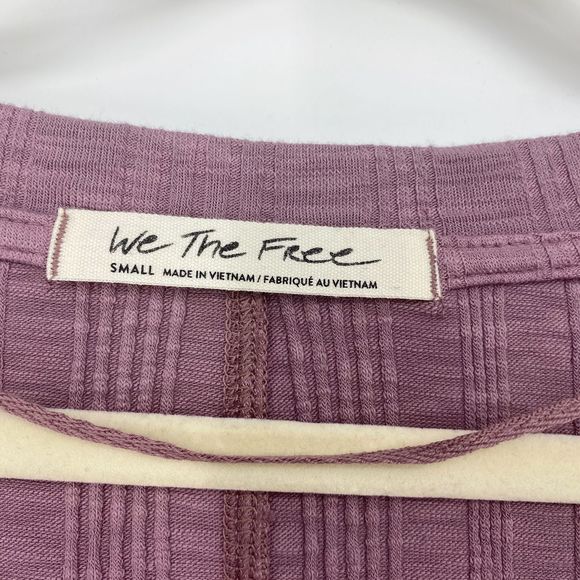 We The Free
SMALL MADE IN VIETNAM / FABRIQUÉ AU VIETNAM